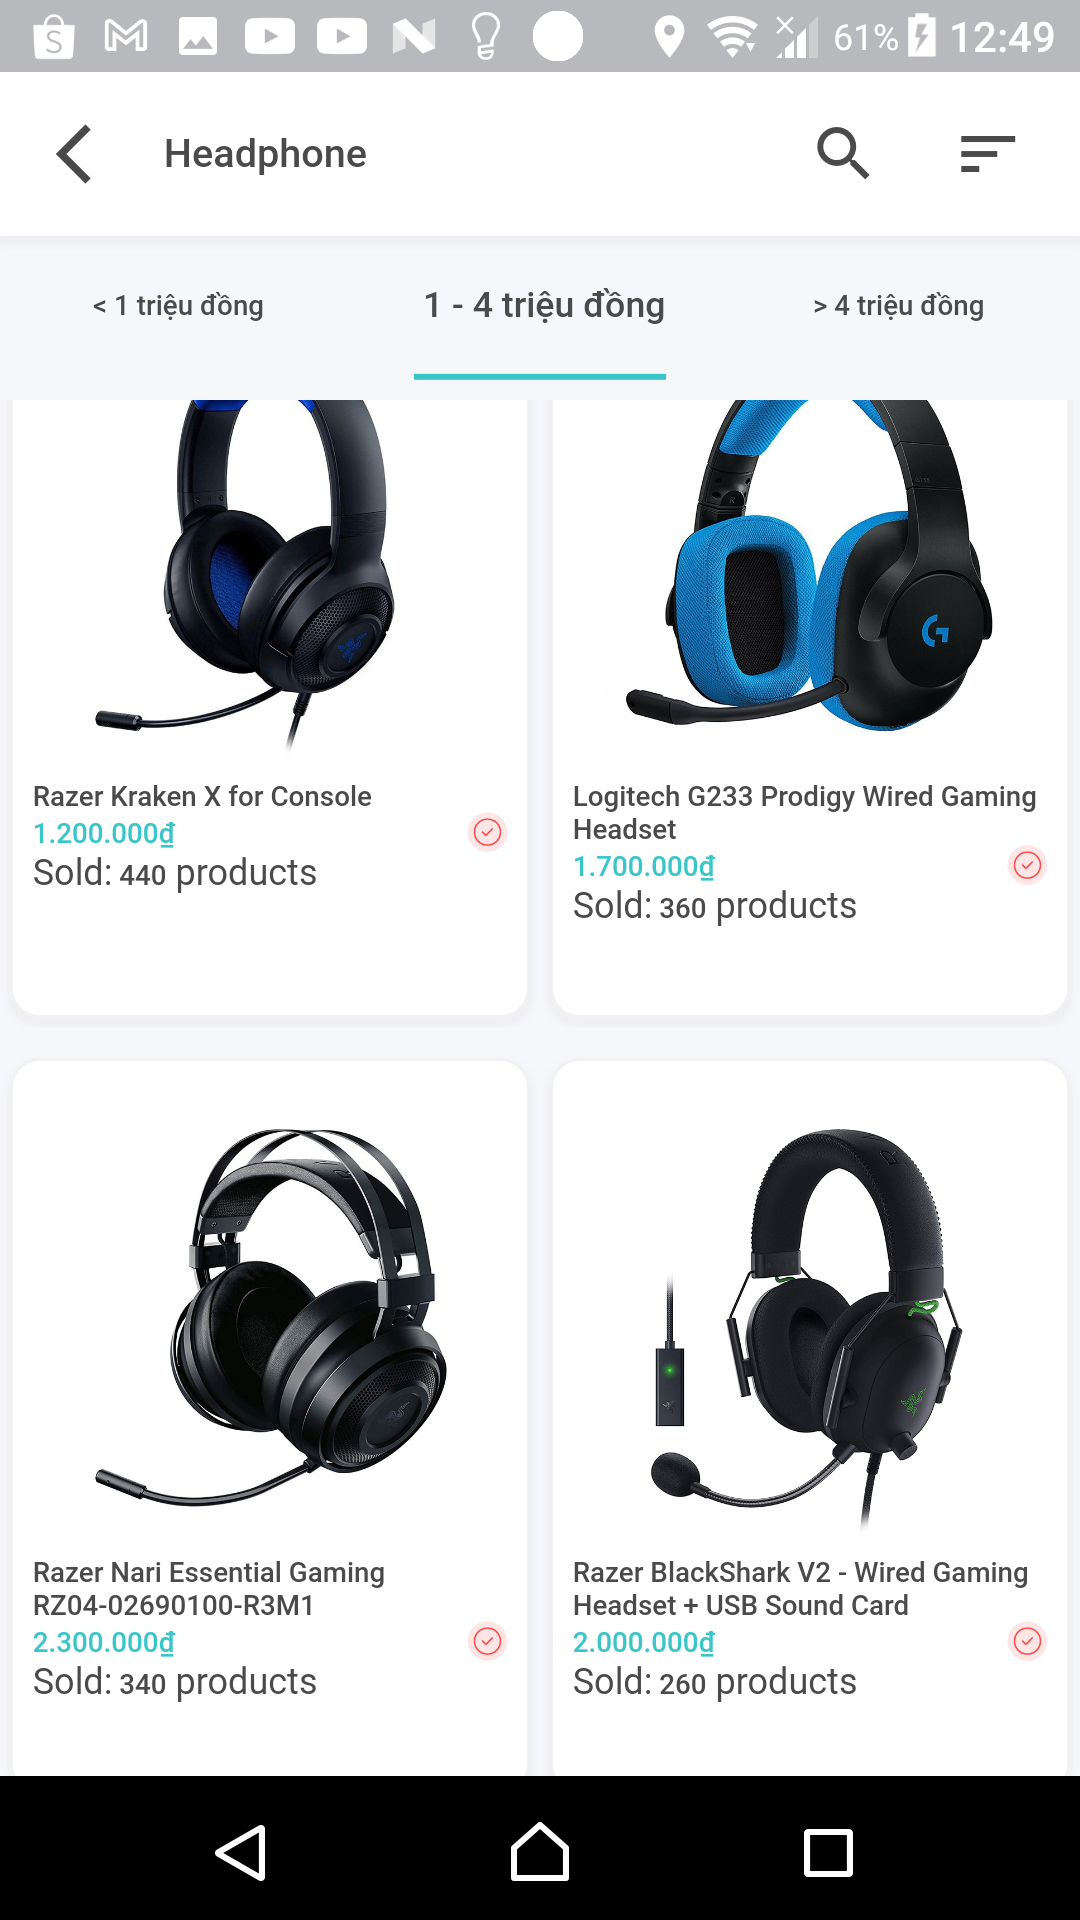 61% 12:49
Headphone
< 1 triệu đồng 1 - 4 triệu đồng > 4 triệu đồng
Razer Kraken X for Console
1.200.000₫
Sold: 440 products
Logitech G233 Prodigy Wired Gaming
Headset
1.700.000₫
Sold: 360 products
Razer Nari Essential Gaming
RZ04-02690100-R3M1
2.300.000₫
Sold: 340 products
Razer BlackShark V2 - Wired Gaming
Headset + USB Sound Card
2.000.000₫
Sold: 260 products